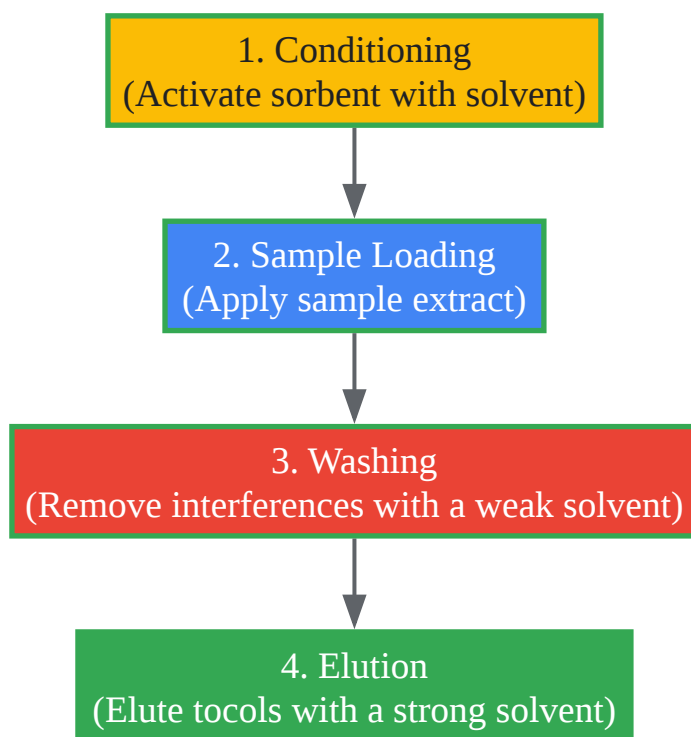 1. Conditioning
(Activate sorbent with solvent)
2. Sample Loading
(Apply sample extract)
3. Washing
(Remove interferences with a weak solvent)
4. Elution
(Elute tocols with a strong solvent)